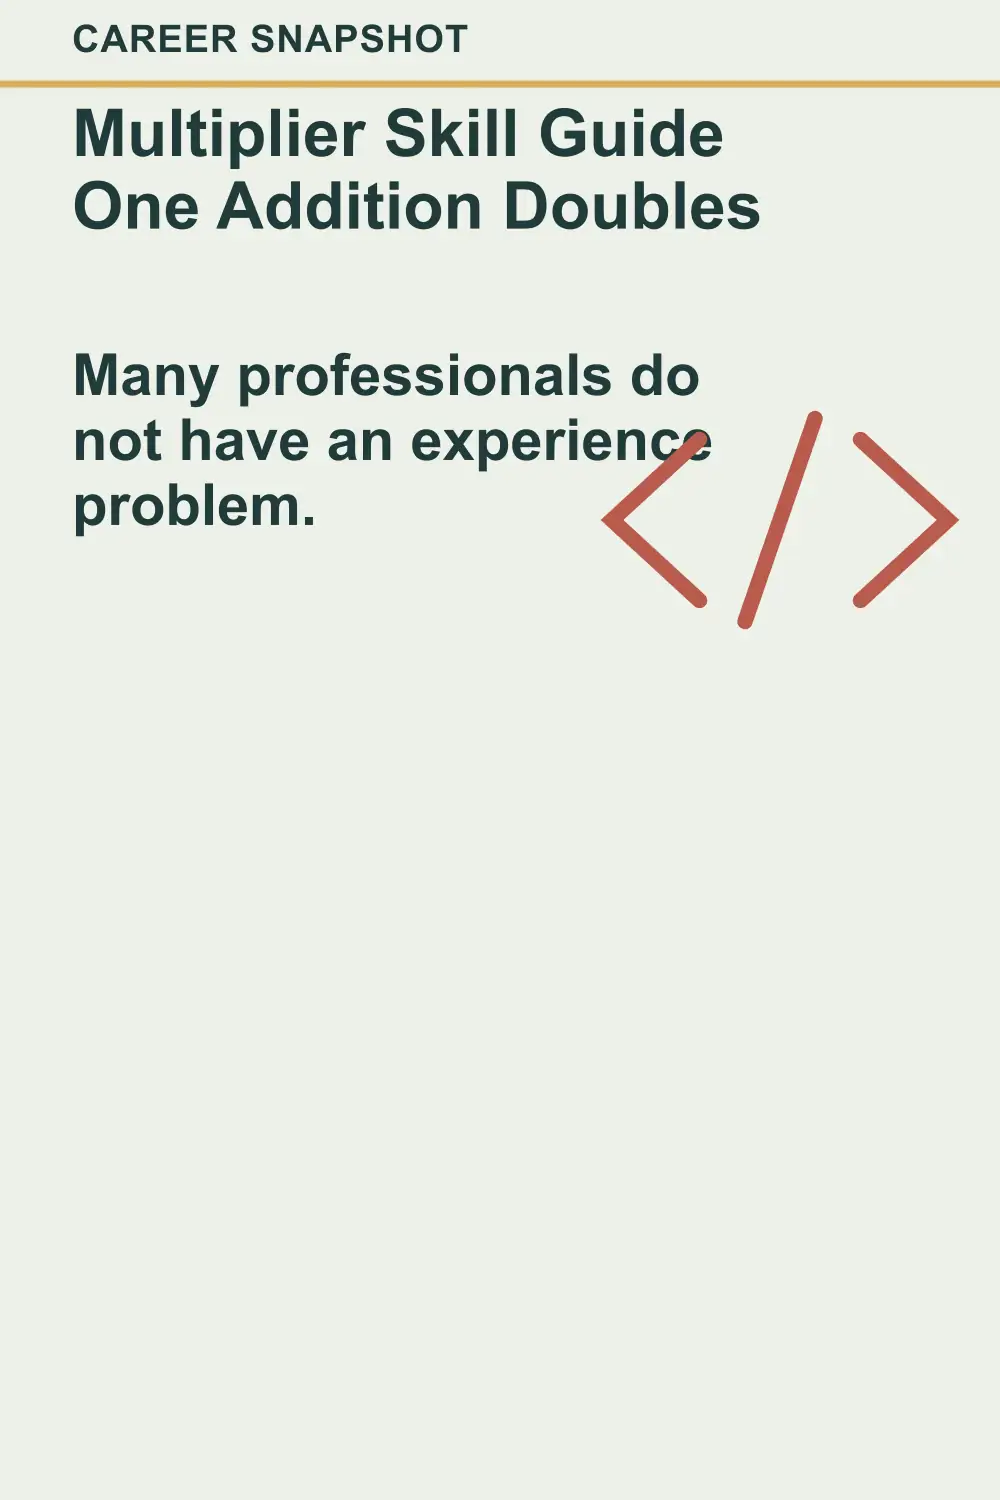 CAREER SNAPSHOT
Multiplier Skill Guide
One Addition Doubles
Many professionals do
not have an experience
problem.